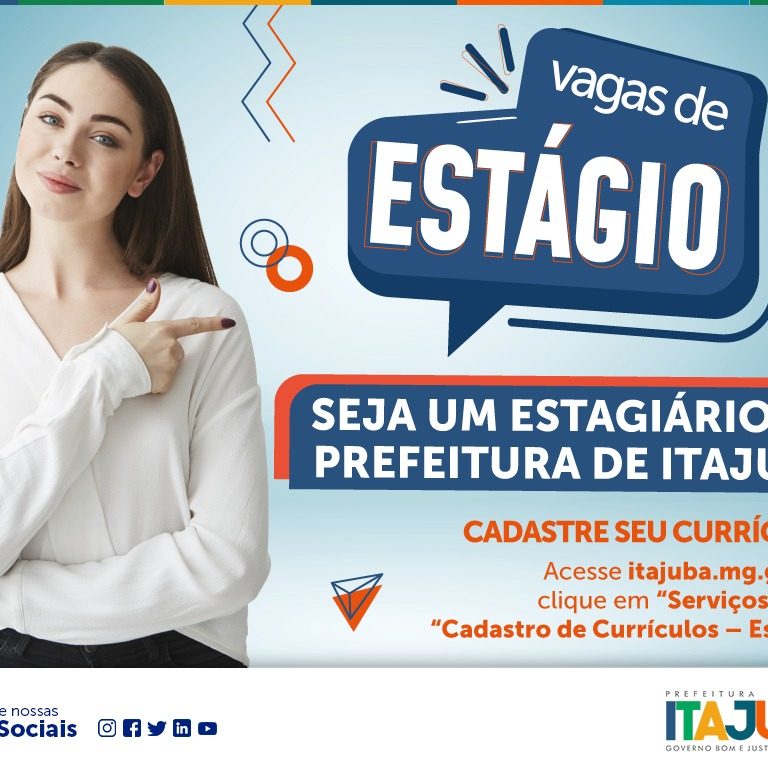 vagas de
ESTÁGIO
SEJA UM ESTAGIÁRIO
PREFEITURA DE ITAJU
CADASTRE SEU CURRÍC
Acesse itajuba.mg.g
clique em “Serviços
“Cadastro de Currículos – Es
e nossas
Sociais
PREFEITURA
ITAJU
GOVERNO BOM E JUST